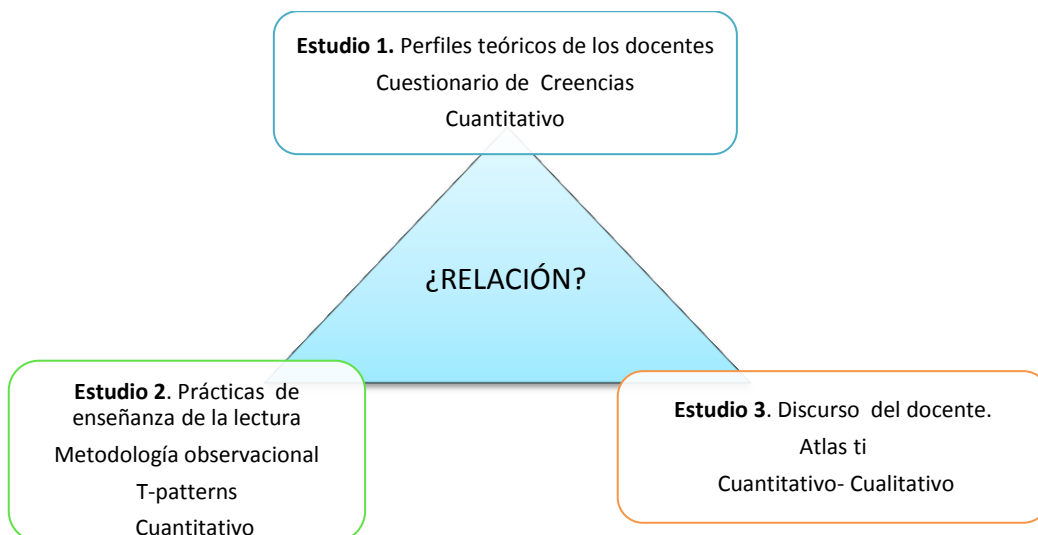 Estudio 1. Perfiles teóricos de los docentes
Cuestionario de Creencias
Cuantitativo
¿RELACIÓN?
Estudio 2. Prácticas de
enseñanza de la lectura
Metodología observacional
T-patterns
Cuantitativo
Estudio 3. Discurso del docente.
Atlas ti
Cuantitativo- Cualitativo